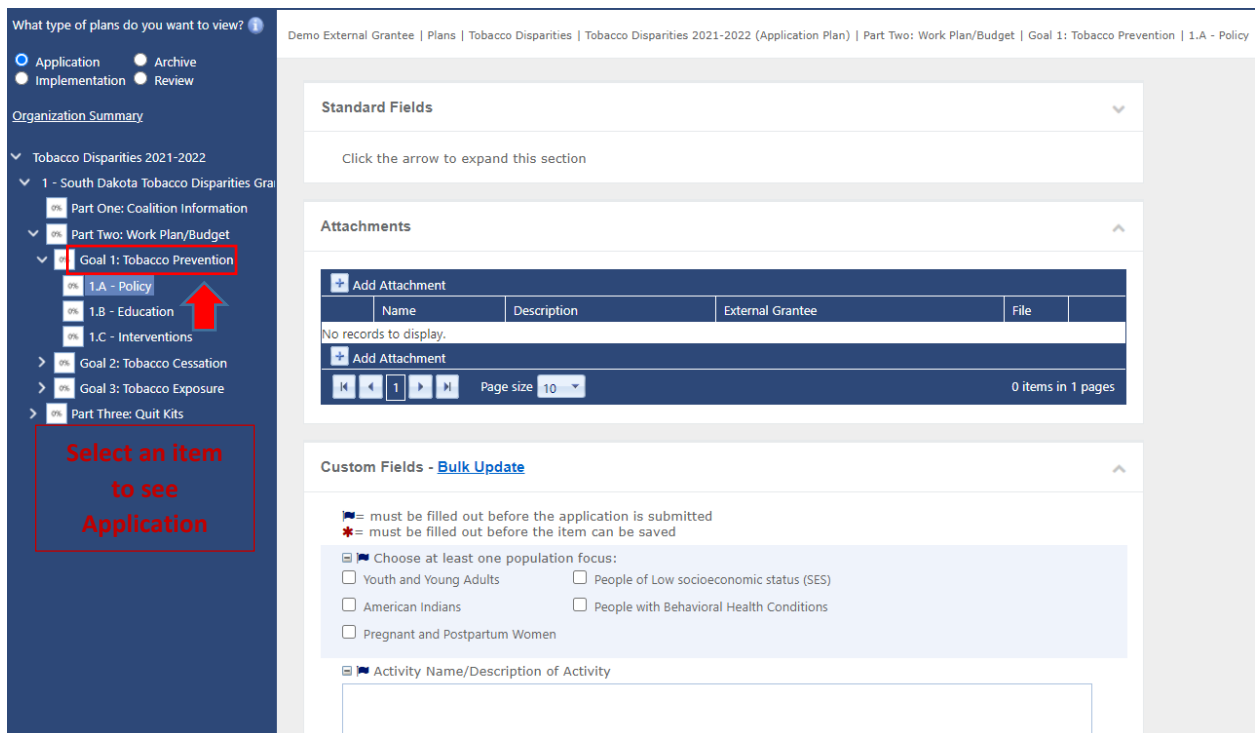 What type of plans do you want to view? i
Application Archive
Implementation Review
Organization Summary
Tobacco Disparities 2021-2022
1 - South Dakota Tobacco Disparities Gra
0% Part One: Coalition Information
0% Part Two: Work Plan/Budget
0% Goal 1: Tobacco Prevention
0% 1.A - Policy
0% 1.B - Education
0% 1.C - Interventions
0% Goal 2: Tobacco Cessation
0% Goal 3: Tobacco Exposure
0% Part Three: Quit Kits
Select an item
to see
Application
Demo External Grantee | Plans | Tobacco Disparities | Tobacco Disparities 2021-2022 (Application Plan) | Part Two: Work Plan/Budget | Goal 1: Tobacco Prevention | 1.A - Policy
Standard Fields
Click the arrow to expand this section
Attachments
Add Attachment
Name Description External Grantee File
No records to display.
Add Attachment
1 Page size 10 0 items in 1 pages
Custom Fields - Bulk Update
= must be filled out before the application is submitted
*= must be filled out before the item can be saved
Choose at least one population focus:
Youth and Young Adults People of Low socioeconomic status (SES)
American Indians People with Behavioral Health Conditions
Pregnant and Postpartum Women
Activity Name/Description of Activity